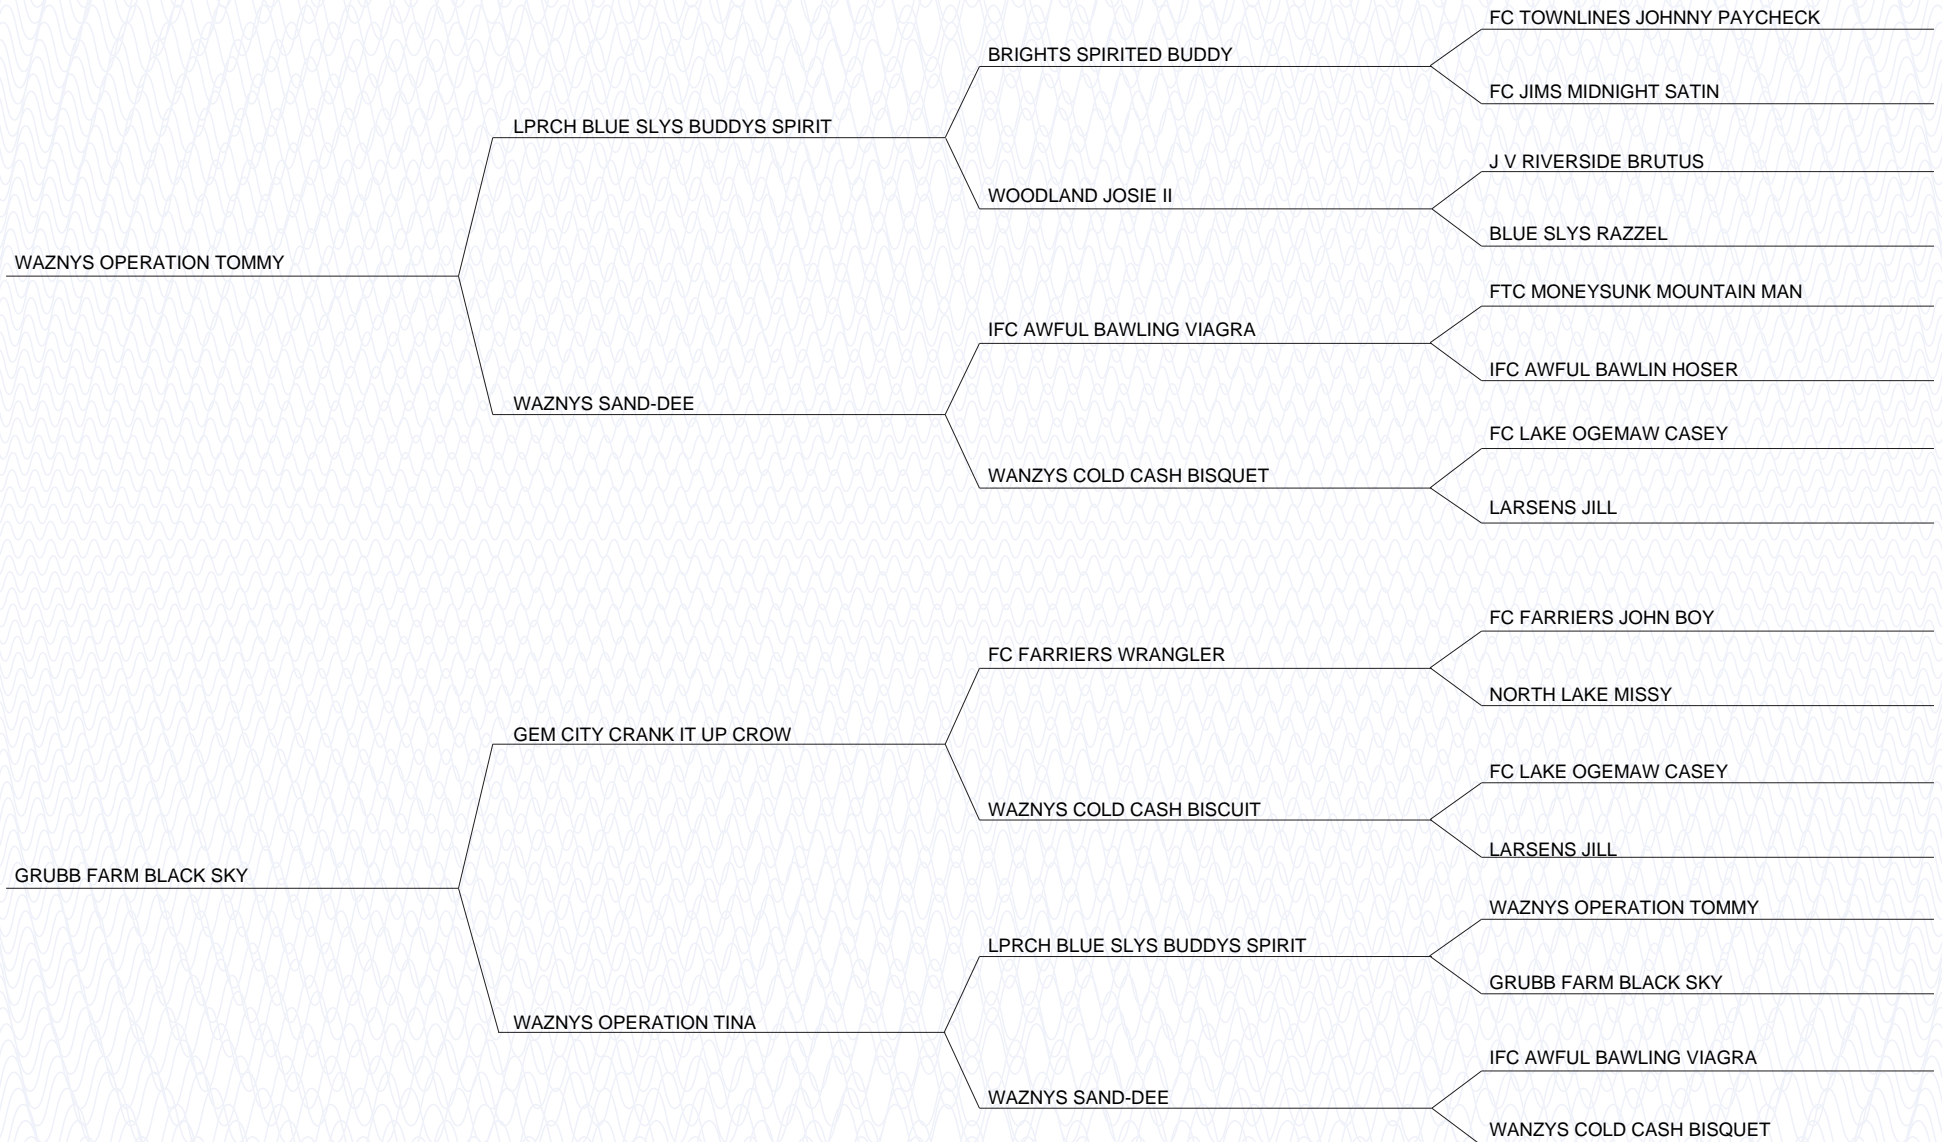 FC TOWNLINES JOHNNY PAYCHECK
BRIGHTS SPIRITED BUDDY
FC JIMS MIDNIGHT SATIN
LPRCH BLUE SLYS BUDDYS SPIRIT
J V RIVERSIDE BRUTUS
WOODLAND JOSIE II
BLUE SLYS RAZZEL
WAZNYS OPERATION TOMMY
FTC MONEYSUNK MOUNTAIN MAN
IFC AWFUL BAWLING VIAGRA
IFC AWFUL BAWLIN HOSER
WAZNYS SAND-DEE
FC LAKE OGEMAW CASEY
WANZYS COLD CASH BISQUET
LARSENS JILL
FC FARRIERS JOHN BOY
FC FARRIERS WRANGLER
NORTH LAKE MISSY
GEM CITY CRANK IT UP CROW
FC LAKE OGEMAW CASEY
WAZNYS COLD CASH BISCUIT
LARSENS JILL
GRUBB FARM BLACK SKY
WAZNYS OPERATION TOMMY
LPRCH BLUE SLYS BUDDYS SPIRIT
GRUBB FARM BLACK SKY
WAZNYS OPERATION TINA
IFC AWFUL BAWLING VIAGRA
WAZNYS SAND-DEE
WANZYS COLD CASH BISQUET